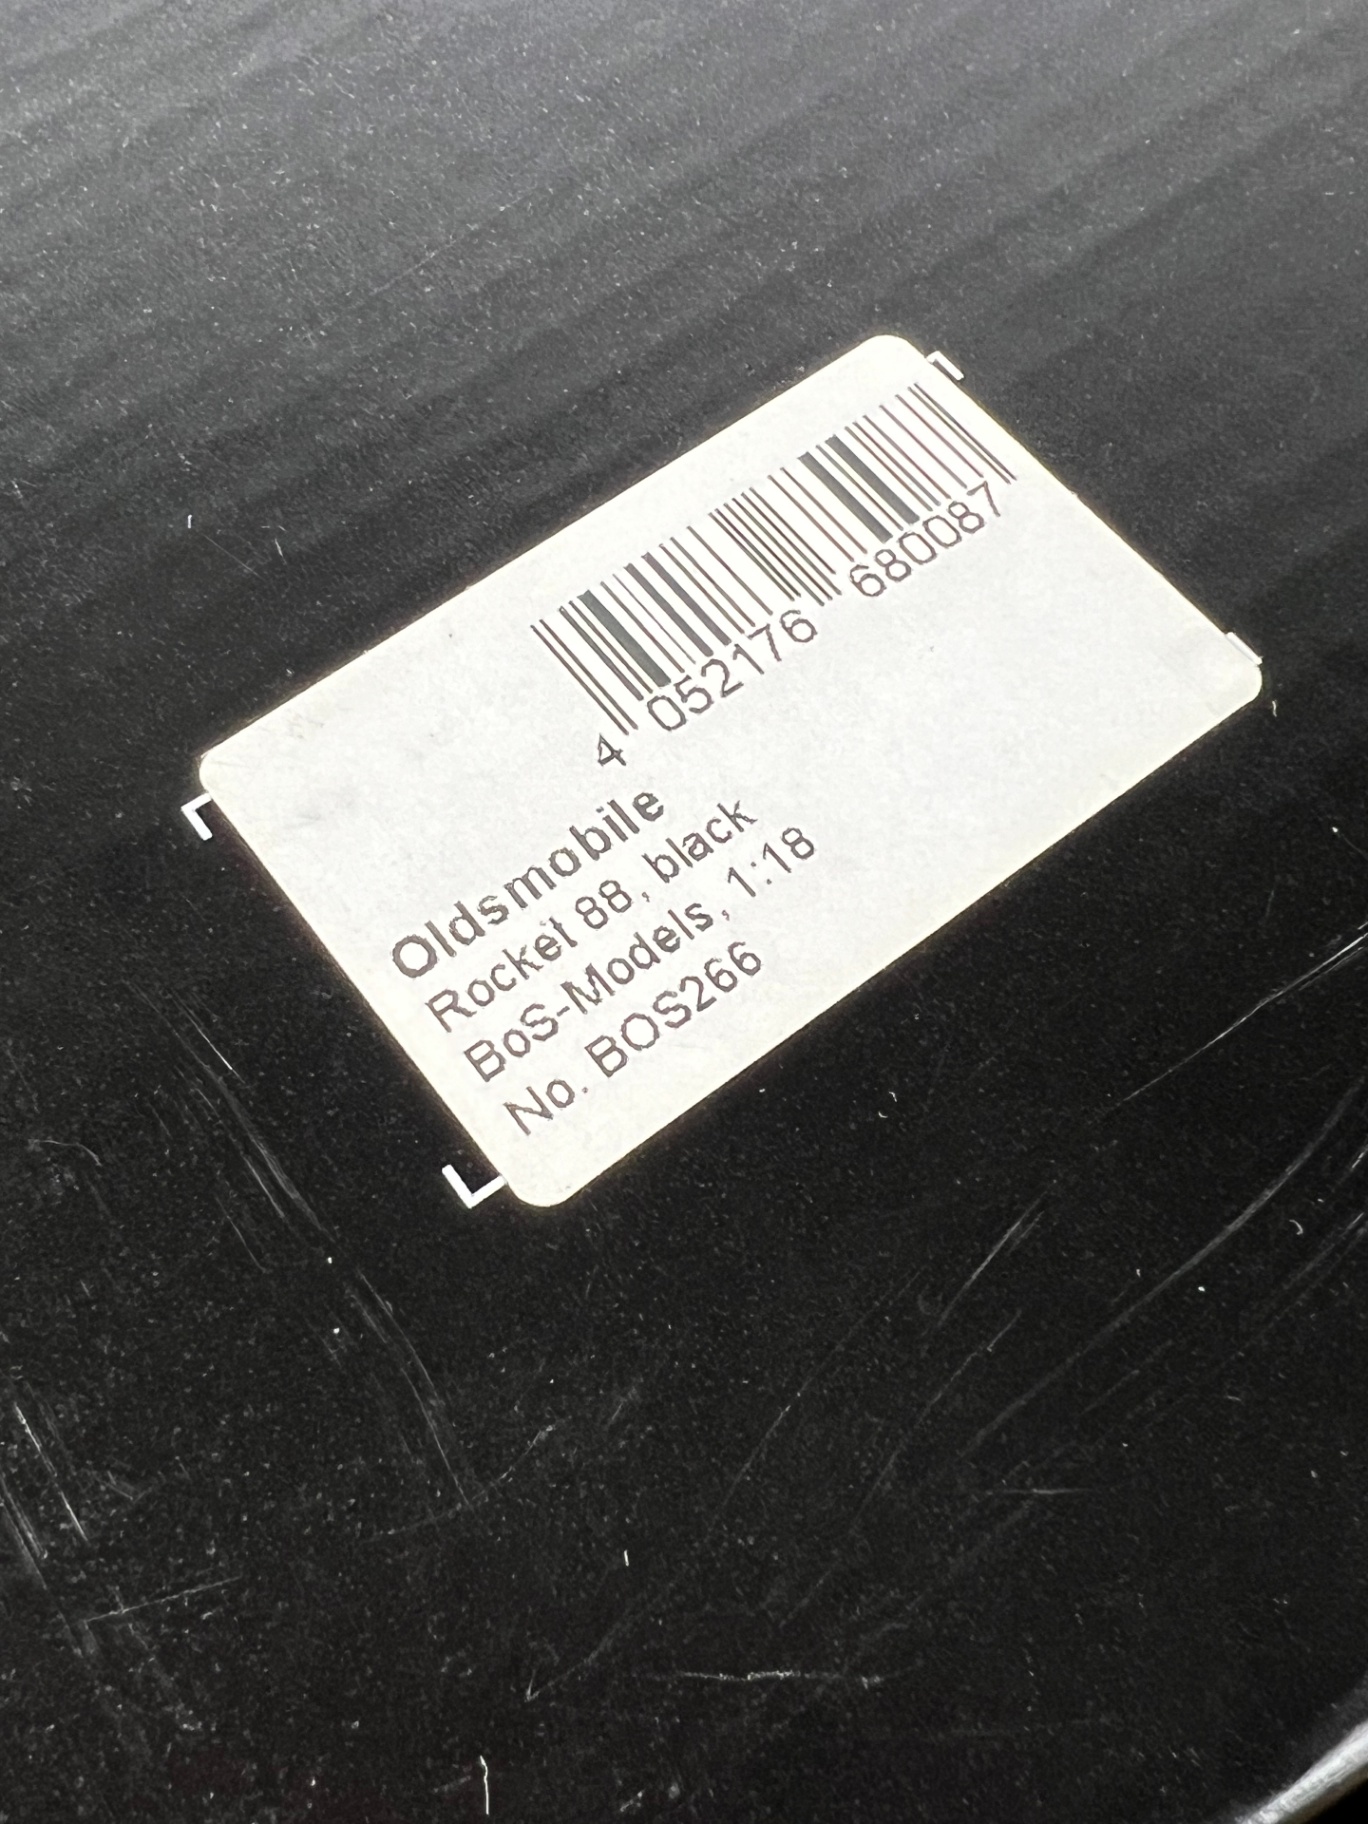 4 052176 680087
Oldsmobile
Rocket 88, black
BoS-Models, 1:18
No. BOS266